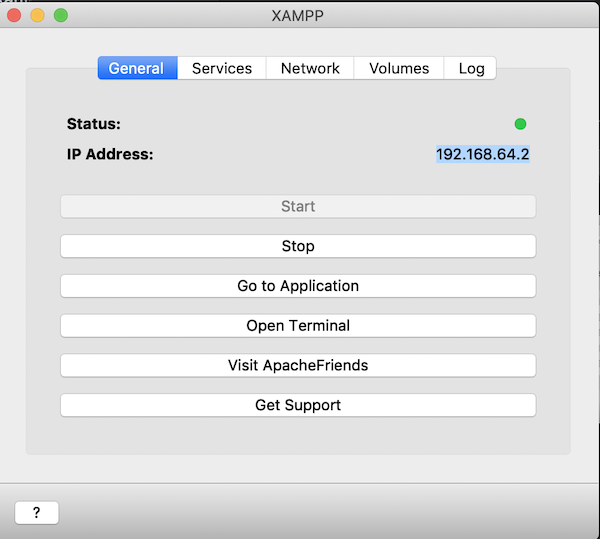 XAMPP
General Services Network Volumes Log
Status:
IP Address: 192.168.64.2
Start
Stop
Go to Application
Open Terminal
Visit ApacheFriends
Get Support
?